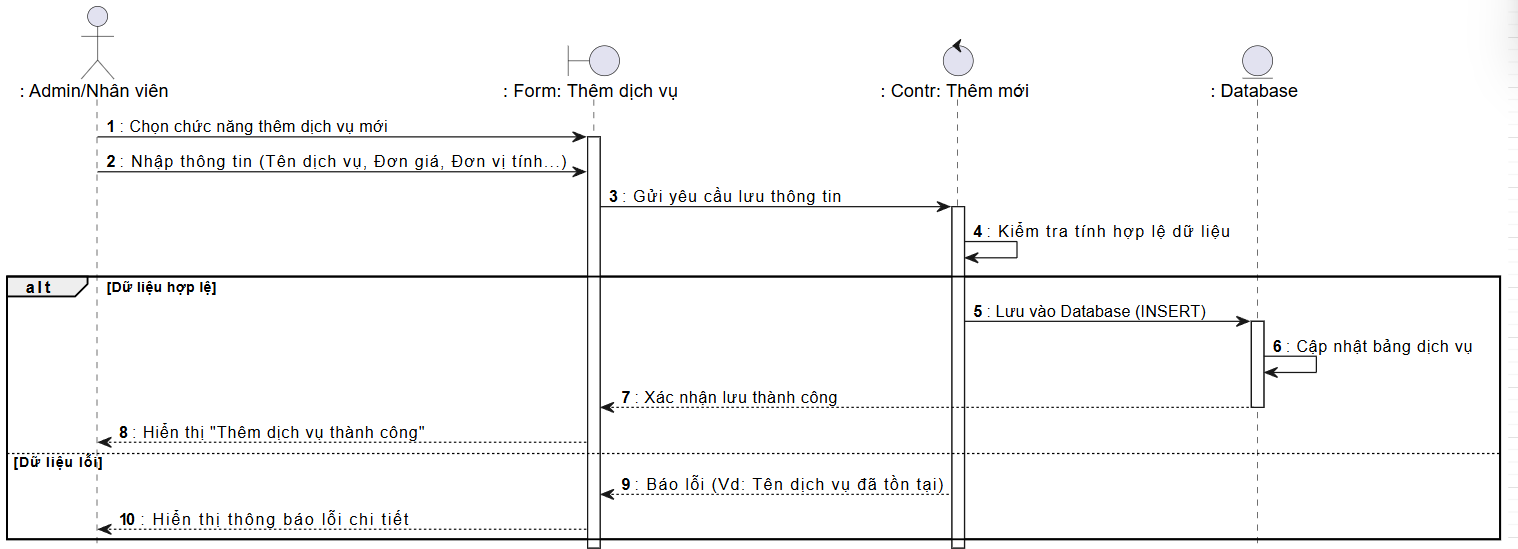 : Admin/Nhân viên
: Form: Thêm dịch vụ
: Contr: Thêm mới
: Database
1 : Chọn chức năng thêm dịch vụ mới
2 : Nhập thông tin (Tên dịch vụ, Đơn giá, Đơn vị tính...)
3 : Gửi yêu cầu lưu thông tin
4 : Kiểm tra tính hợp lệ dữ liệu
alt [Dữ liệu hợp lệ]
5 : Lưu vào Database (INSERT)
6 : Cập nhật bảng dịch vụ
7 : Xác nhận lưu thành công
8 : Hiển thị "Thêm dịch vụ thành công"
[Dữ liệu lỗi]
9 : Báo lỗi (Vd: Tên dịch vụ đã tồn tại)
10 : Hiển thị thông báo lỗi chi tiết